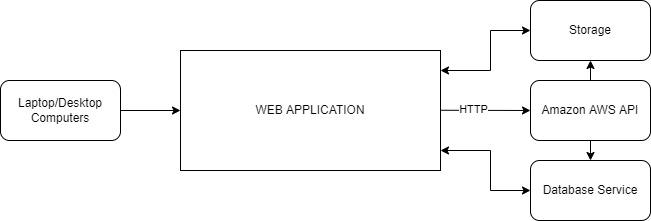 Storage
Laptop/Desktop
Computers
WEB APPLICATION
HTTP
Amazon AWS API
Database Service